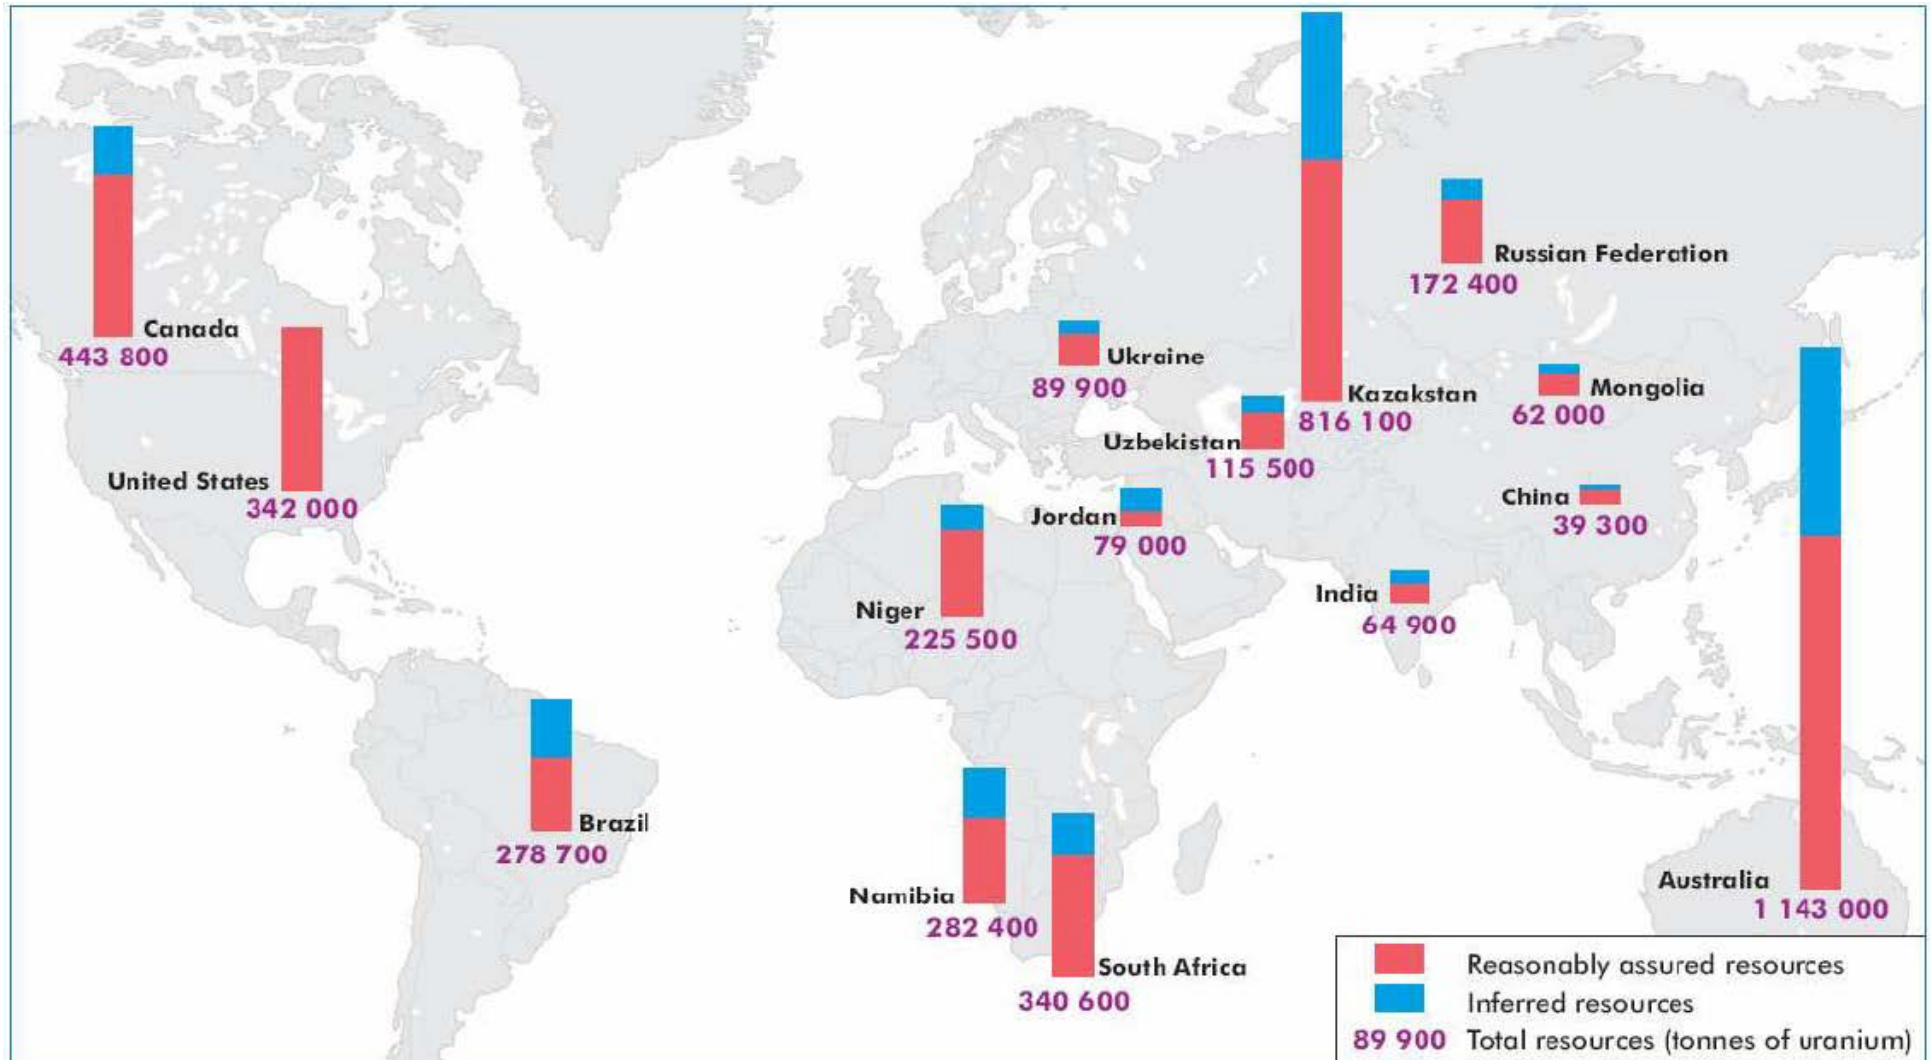 Canada
443 800
United States
342 000
Brazil
278 700
Ukraine
89 900
Uzbekistan
115 500
Kazakstan
816 100
Russian Federation
172 400
Mongolia
62 000
China
39 300
India
64 900
Jordan
79 000
Niger
225 500
Namibia
282 400
South Africa
340 600
Australia
1 143 000
Reasonably assured resources
Inferred resources
89 900 Total resources (tonnes of uranium)